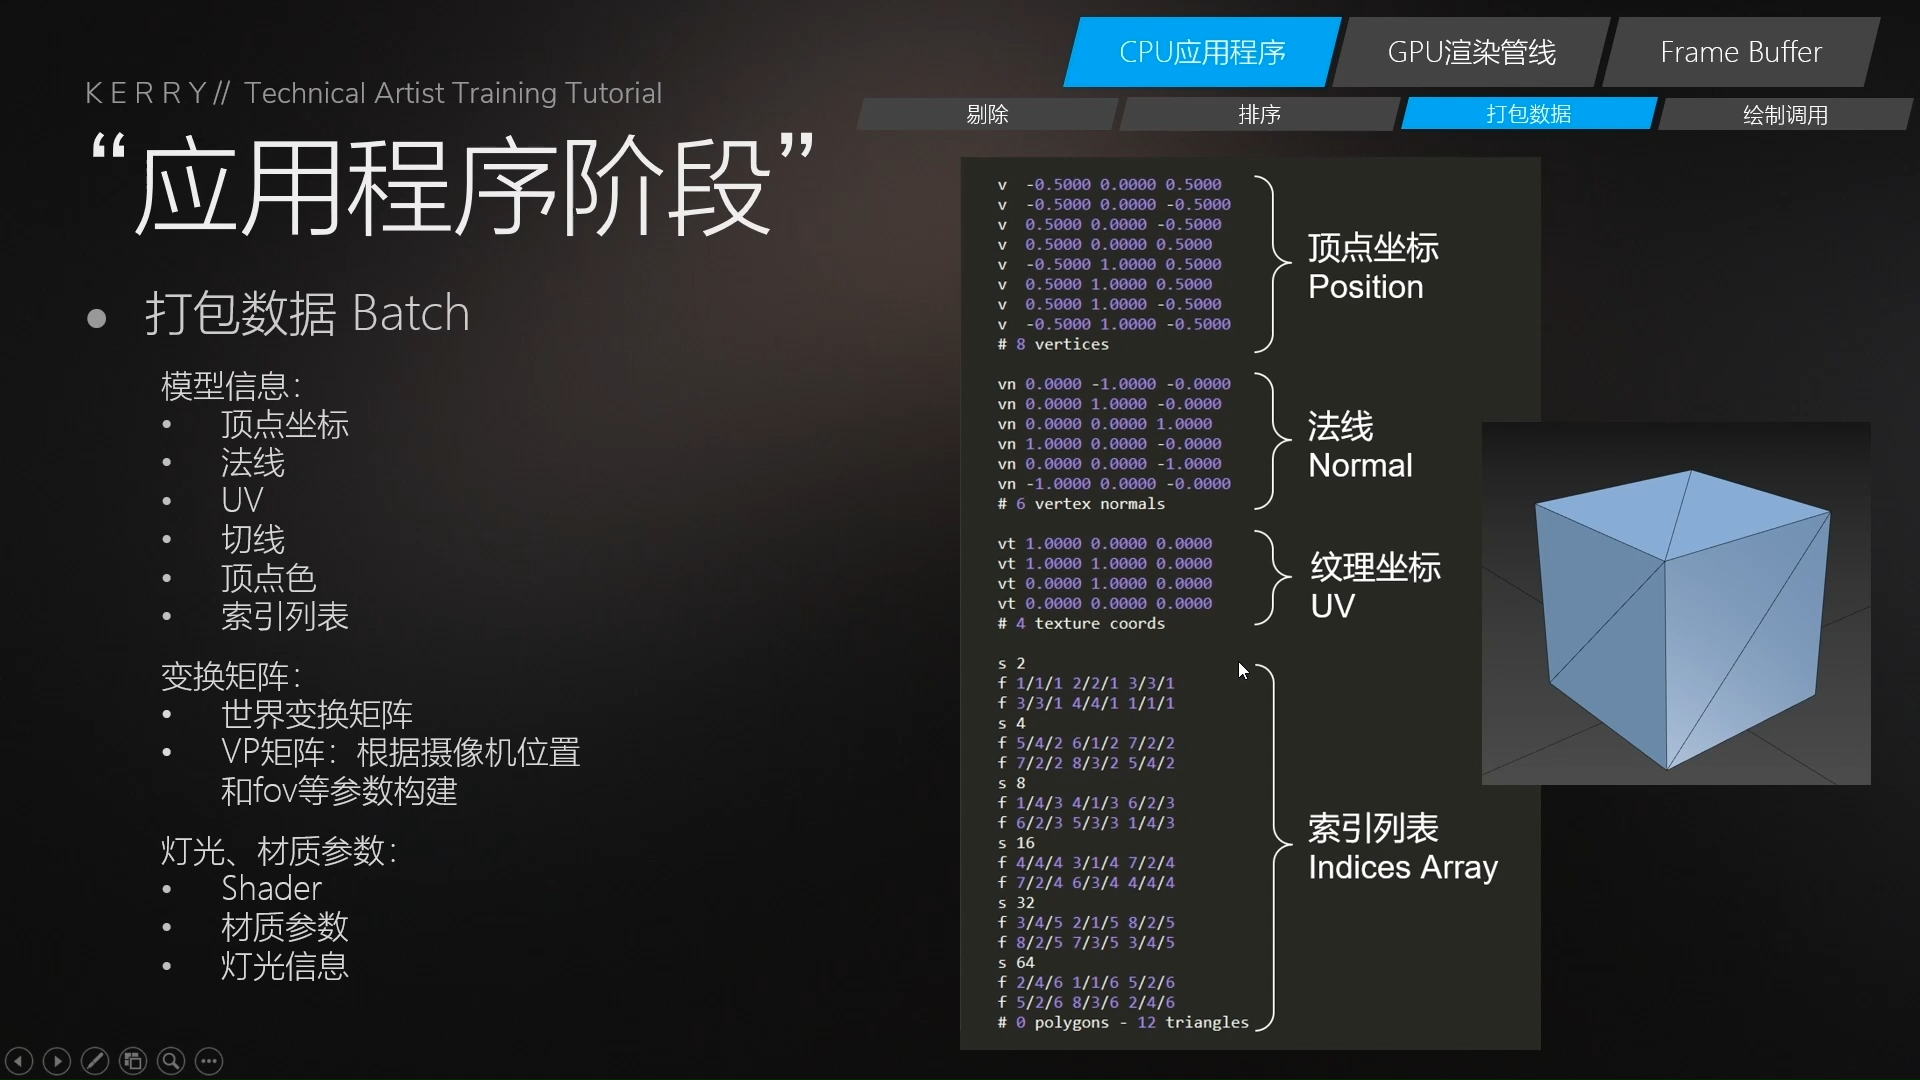 CPU应用程序 GPU渲染管线 Frame Buffer
剔除 排序 打包数据 绘制调用
KERRY// Technical Artist Training Tutorial
“应用程序阶段”
● 打包数据 Batch
模型信息：
• 顶点坐标
• 法线
• UV
• 切线
• 顶点色
• 索引列表
变换矩阵：
• 世界变换矩阵
• VP矩阵：根据摄像机位置
和fov等参数构建
灯光、材质参数：
• Shader
• 材质参数
• 灯光信息
v -0.5000 0.0000 0.5000
v -0.5000 0.0000 -0.5000
v 0.5000 0.0000 -0.5000
v 0.5000 0.0000 0.5000
v -0.5000 1.0000 0.5000
v 0.5000 1.0000 0.5000
v 0.5000 1.0000 -0.5000
v -0.5000 1.0000 -0.5000
# 8 vertices
顶点坐标
Position
vn 0.0000 -1.0000 -0.0000
vn 0.0000 1.0000 -0.0000
vn 0.0000 0.0000 1.0000
vn 1.0000 0.0000 -0.0000
vn 0.0000 0.0000 -1.0000
vn -1.0000 0.0000 -0.0000
# 6 vertex normals
法线
Normal
vt 1.0000 0.0000 0.0000
vt 1.0000 1.0000 0.0000
vt 0.0000 1.0000 0.0000
vt 0.0000 0.0000 0.0000
# 4 texture coords
纹理坐标
UV
s 2
f 1/1/1 2/2/1 3/3/1
f 3/3/1 4/4/1 1/1/1
s 4
f 5/4/2 6/1/2 7/2/2
f 7/2/2 8/3/2 5/4/2
s 8
f 1/4/3 4/1/3 6/2/3
f 6/2/3 5/3/3 1/4/3
s 16
f 4/4/4 3/1/4 7/2/4
f 7/2/4 6/3/4 4/4/4
s 32
f 3/4/5 2/1/5 8/2/5
f 8/2/5 7/3/5 3/4/5
s 64
f 2/4/6 1/1/6 5/2/6
f 5/2/6 8/3/6 2/4/6
# 0 polygons - 12 triangles
索引列表
Indices Array